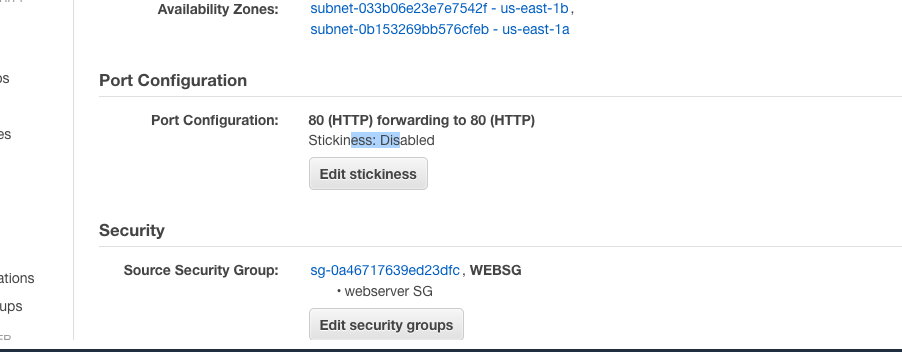 Availability Zones: subnet-033b06e23e7e7542f - us-east-1b,
subnet-0b153269bb576cfeb - us-east-1a
os
Port Configuration
Port Configuration: 80 (HTTP) forwarding to 80 (HTTP)
es
Stickiness: Disabled
Edit stickiness
Security
Source Security Group: sg-0a46717639ed23dfc, WEBSG
ations
• webserver SG
ups
Edit security groups